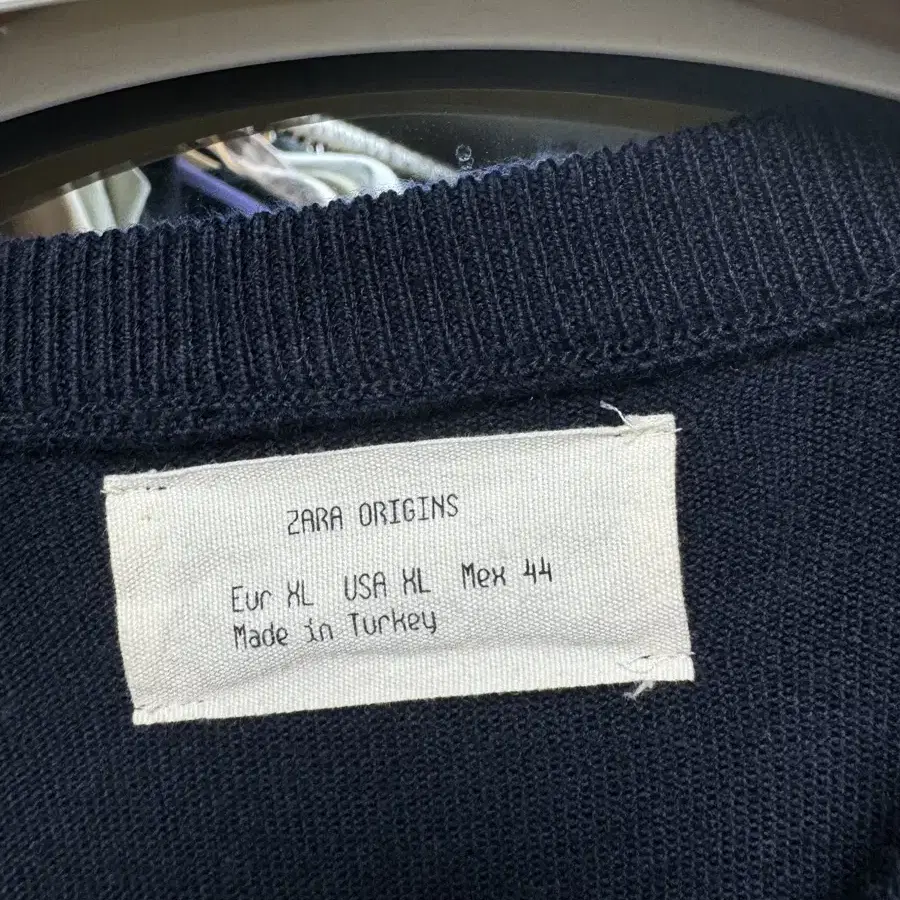 ZARA ORIGINS
Eur XL USA XL Mex 44
Made in Turkey